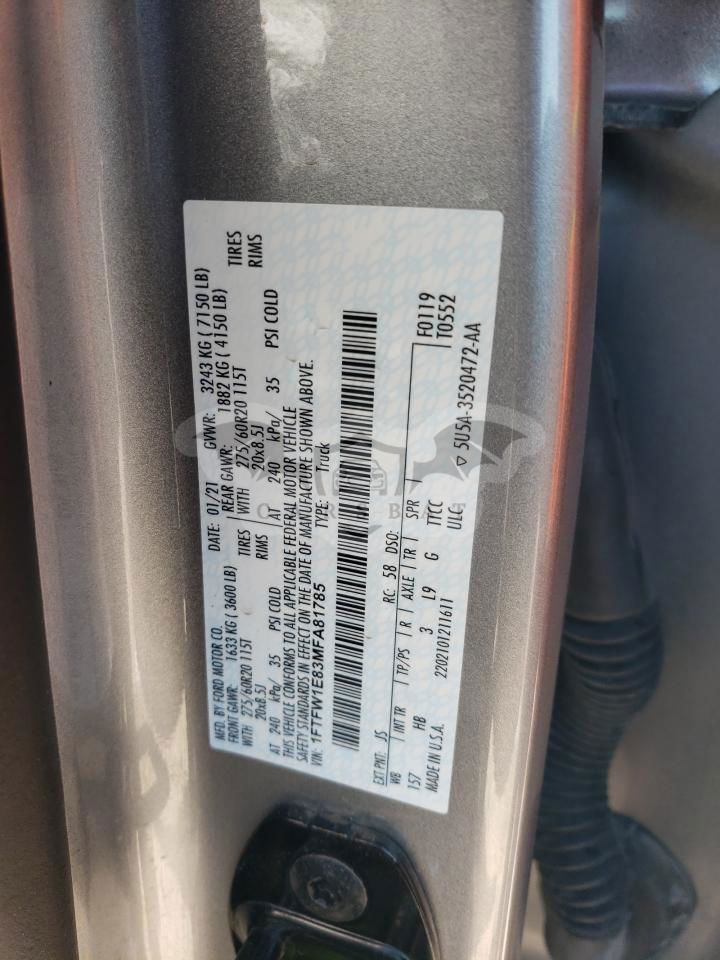 MFD. BY FORD MOTOR CO. DATE: 01/21 GVWR: 3243 KG ( 7150 LB)
FRONT GAWR: 1633 KG ( 3600 LB) REAR GAWR: 1882 KG ( 4150 LB)
WITH 275/60R20 115T TIRES WITH 275/60R20 115T TIRES
20x8.5J RIMS 20x8.5J RIMS
AT 240 kPa/ 35 PSI COLD AT 240 kPa/ 35 PSI COLD
THIS VEHICLE CONFORMS TO ALL APPLICABLE FEDERAL MOTOR VEHICLE
SAFETY STANDARDS IN EFFECT ON THE DATE OF MANUFACTURE SHOWN ABOVE.
VIN: 1FTFW1E83MFA81785 TYPE: Truck
EXT PNT: JS RC: 58 DSO: F0119
T0552
WB INT TR TP/PS R AXLE TR SPR
157 HB 3 L9 G TTCC
MADE IN U.S.A. 2202101211611 ULC
▽ 5U5A-3520472-AA